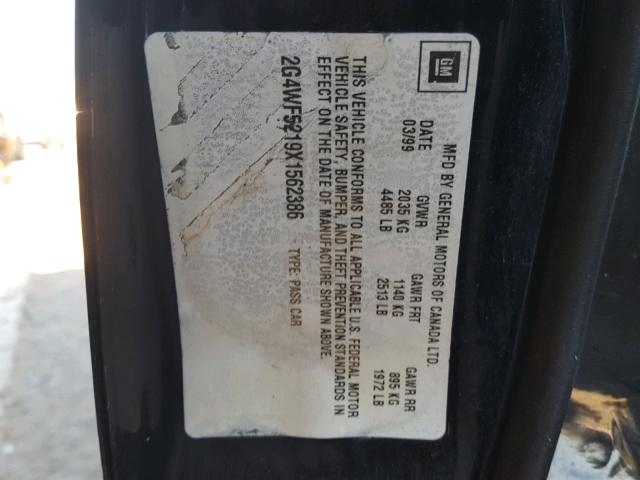 GM
MFD BY GENERAL MOTORS OF CANADA LTD.
DATE GVWR GAWR FRT GAWR RR
03/99 2035 KG 1140 KG 895 KG
4485 LB 2513 LB 1972 LB
THIS VEHICLE CONFORMS TO ALL APPLICABLE U.S. FEDERAL MOTOR
VEHICLE SAFETY, BUMPER, AND THEFT PREVENTION STANDARDS IN
EFFECT ON THE DATE OF MANUFACTURE SHOWN ABOVE.
2G4WF5219X1562386 TYPE: PASS CAR